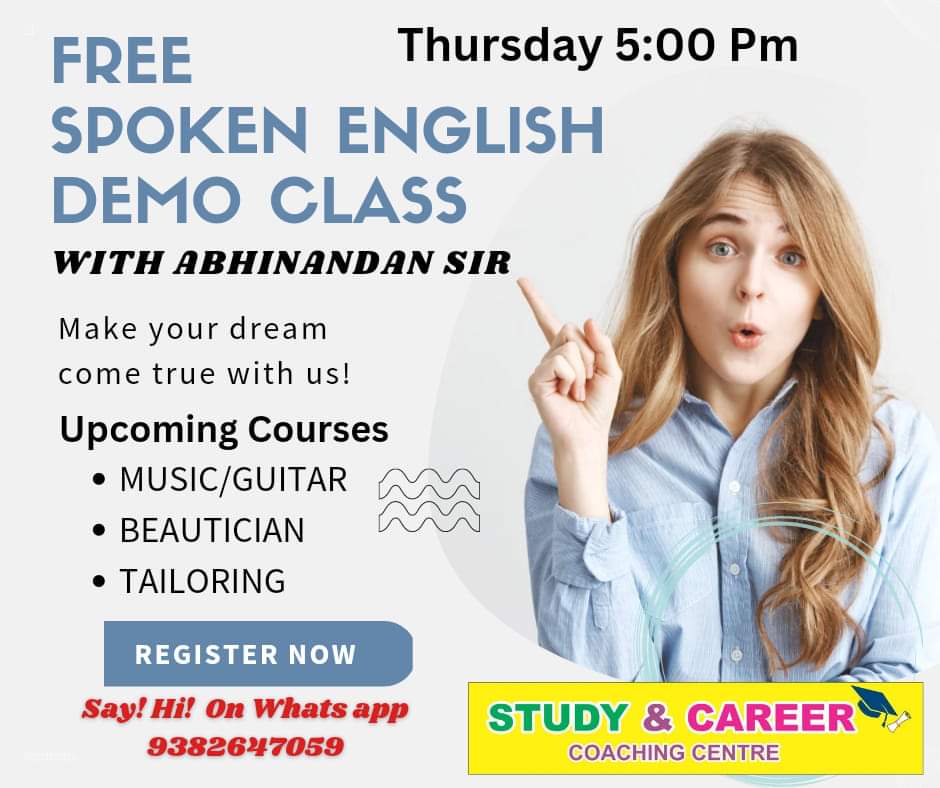 Thursday 5:00 Pm
FREE
SPOKEN ENGLISH
DEMO CLASS
WITH ABHINANDAN SIR
Make your dream
come true with us!
Upcoming Courses
• MUSIC/GUITAR
• BEAUTICIAN
• TAILORING
REGISTER NOW
Say! Hi! On Whats app
9382647059
STUDY & CAREER
COACHING CENTRE